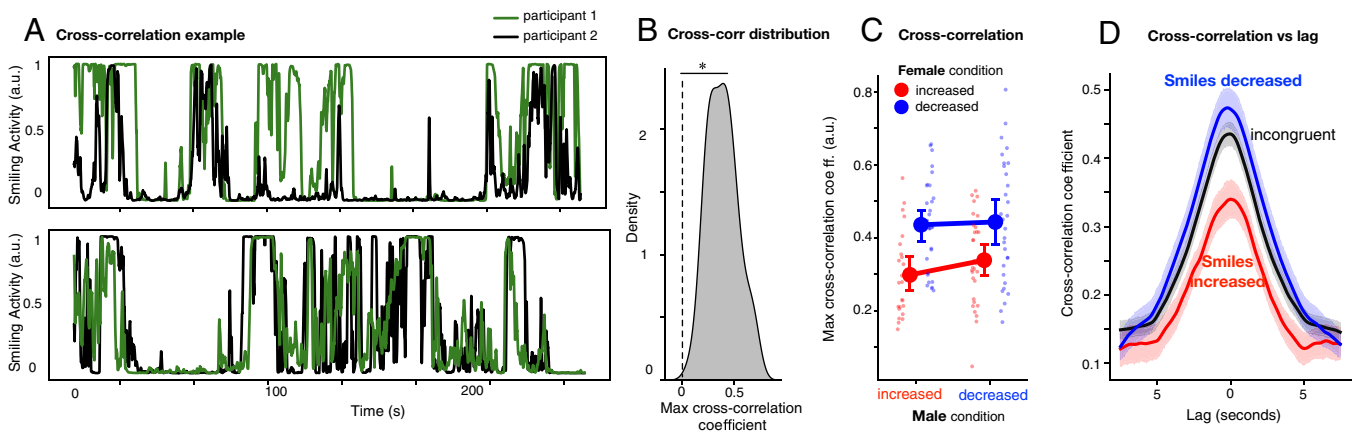 A
Cross-correlation example
participant 1
participant 2
Smiling Activity (a.u.)
1
0.5
0
Smiling Activity (a.u.)
1
0.5
0
0
100
200
Time (s)
B
Cross-corr distribution
*
Density
2
1
0
0
0.5
Max cross-correlation
coefficient
C
Cross-correlation
Female condition
increased
decreased
Max cross-correlation coe ff. (a.u.)
0.8
0.6
0.4
0.2
increased
decreased
Male condition
D
Cross-correlation vs lag
Smiles decreased
incongruent
Smiles
increased
Cross-correlation coe fficient
0.5
0.4
0.3
0.2
0.1
5
0
5
Lag (seconds)